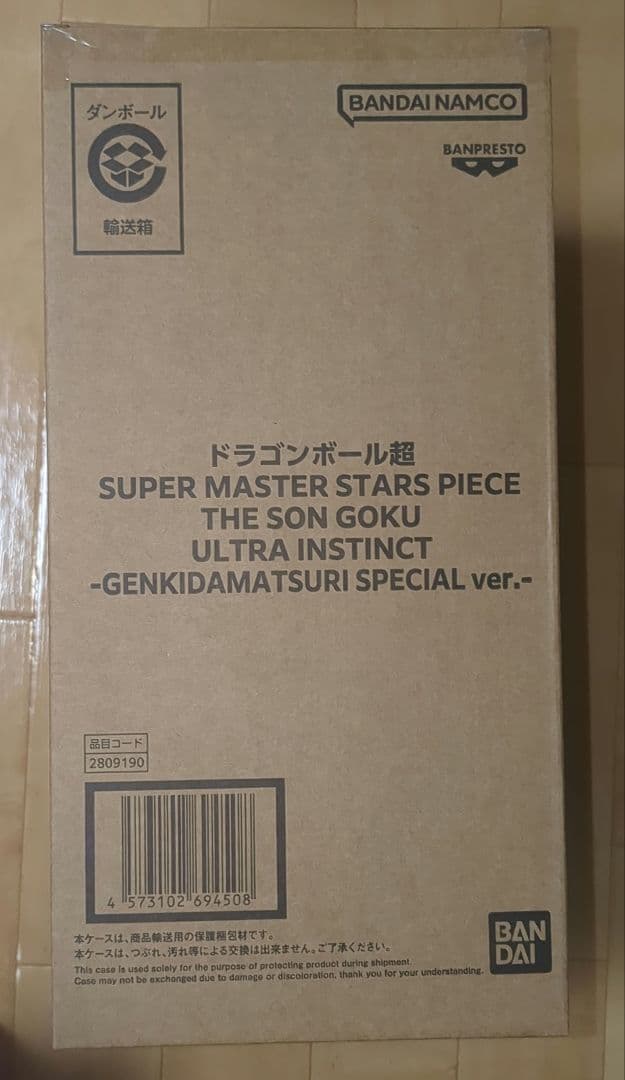 ダンボール
輸送箱
BANDAI NAMCO
BANPRESTO
ドラゴンボール超
SUPER MASTER STARS PIECE
THE SON GOKU
ULTRA INSTINCT
-GENKIDAMATSURI SPECIAL ver.-
品目コード
2809190
4 573102 694508
本ケースは、商品輸送用の保護梱包材です。
本ケースは、つぶれ、汚れ等による交換は出来ません。ご了承ください。
This case is used solely for the purpose of protecting product during shipment.
Case may not be exchanged due to damage or discoloration, thank you for your understanding.
BAN
DAI